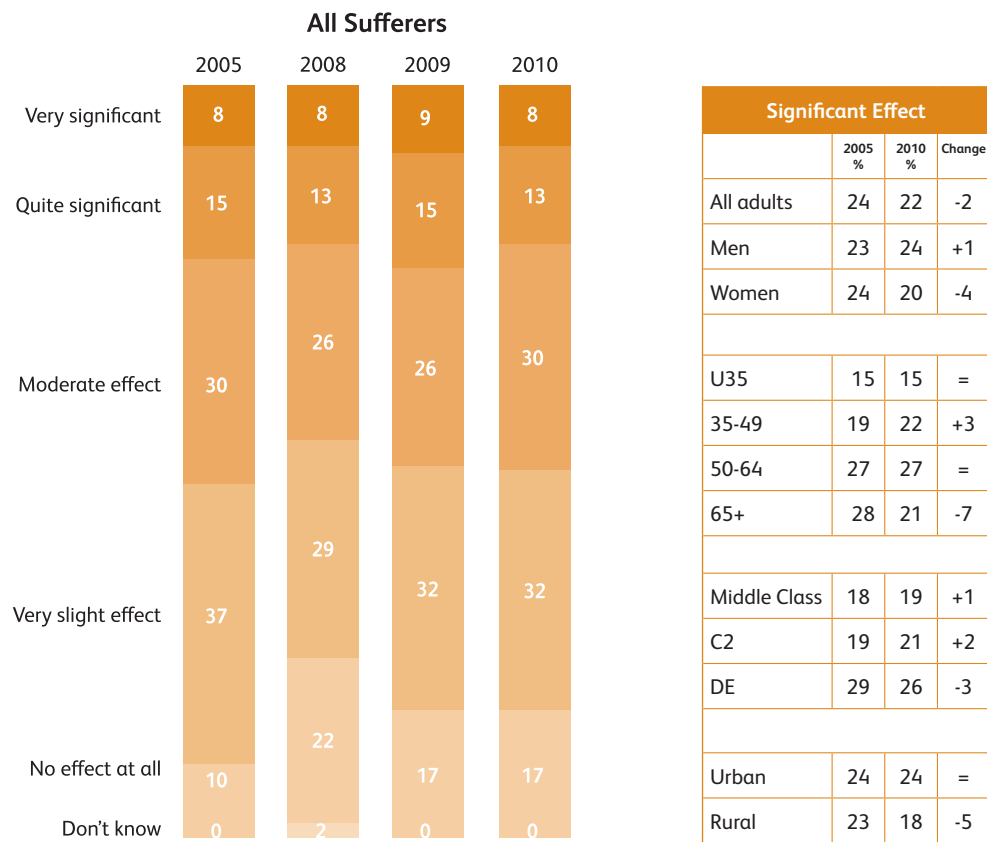 All Sufferers
2005 2008 2009 2010
Very significant 8 8 9 8
Quite significant 15 13 15 13
Moderate effect 30 26 26 30
Very slight effect 37 29 32 32
No effect at all 10 22 17 17
Don't know 0 2 0 0
Significant Effect
2005 % 2010 % Change
All adults 24 22 -2
Men 23 24 +1
Women 24 20 -4
U35 15 15 =
35-49 19 22 +3
50-64 27 27 =
65+ 28 21 -7
Middle Class 18 19 +1
C2 19 21 +2
DE 29 26 -3
Urban 24 24 =
Rural 23 18 -5